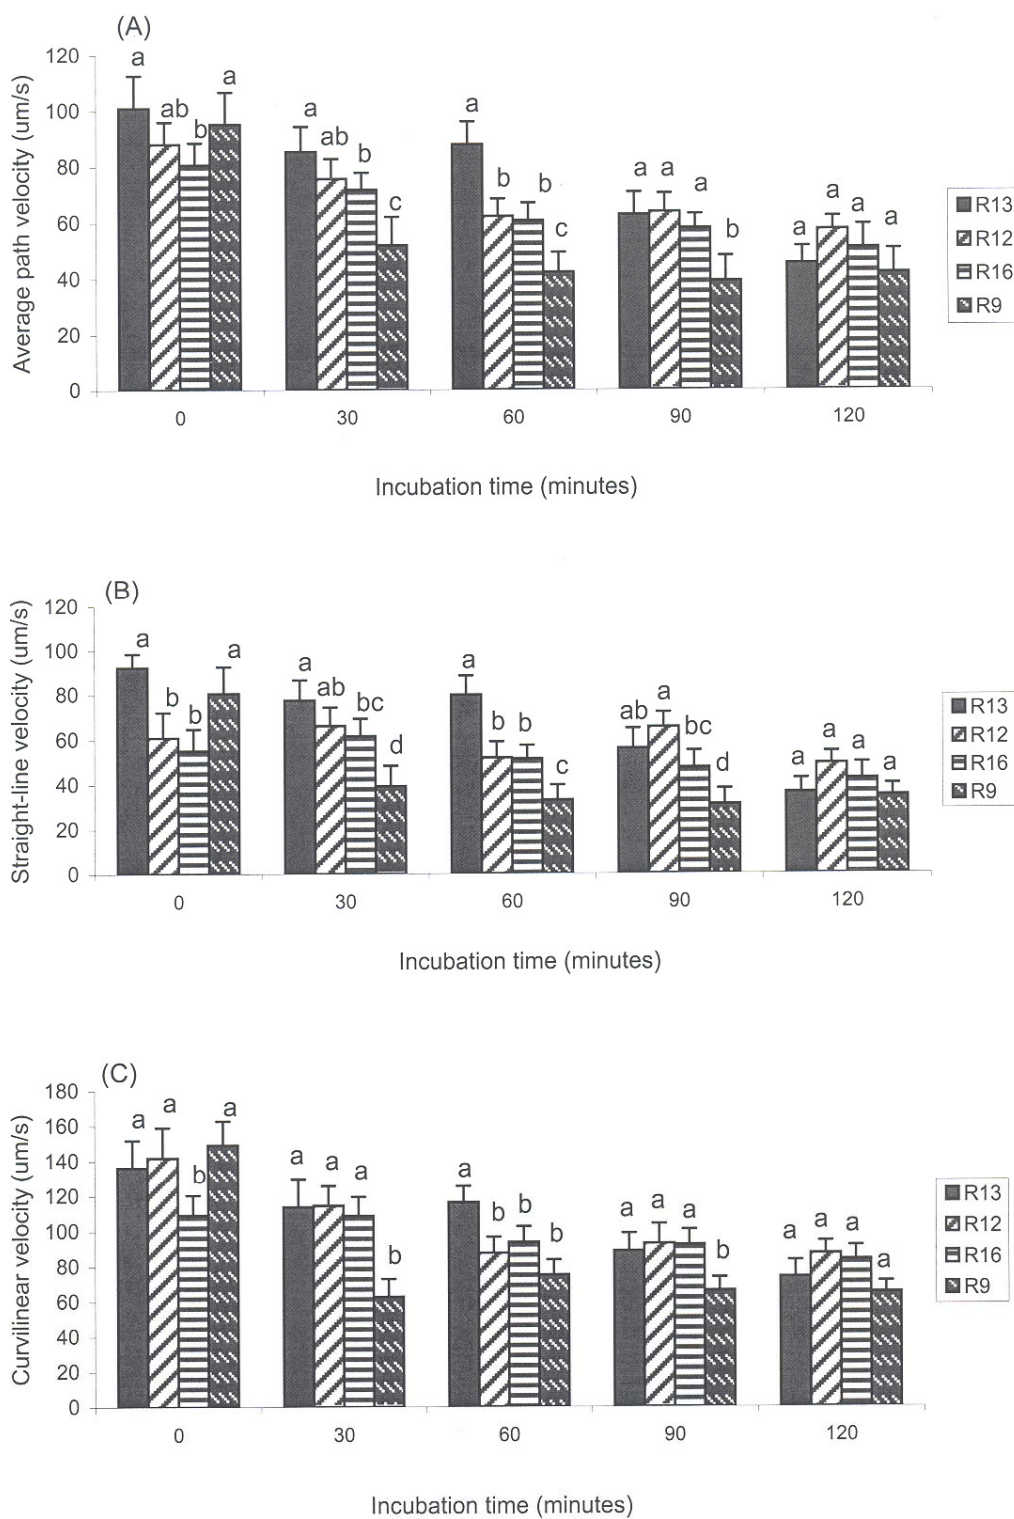 (A)
Average path velocity (um/s)
120
100
80
60
40
20
0
a
ab
b
a
a
ab
b
c
a
b
b
c
a
a
a
b
a
a
a
a
0
30
60
90
120
Incubation time (minutes)
R13
R12
R16
R9
(B)
Straight-line velocity (um/s)
120
100
80
60
40
20
0
a
b
b
a
a
ab
bc
d
a
b
b
c
ab
a
bc
d
a
a
a
a
0
30
60
90
120
Incubation time (minutes)
R13
R12
R16
R9
(C)
Curvilinear velocity (um/s)
180
160
140
120
100
80
60
40
20
0
a
a
b
a
a
a
a
b
a
b
b
b
a
a
a
b
a
a
a
a
0
30
60
90
120
Incubation time (minutes)
R13
R12
R16
R9